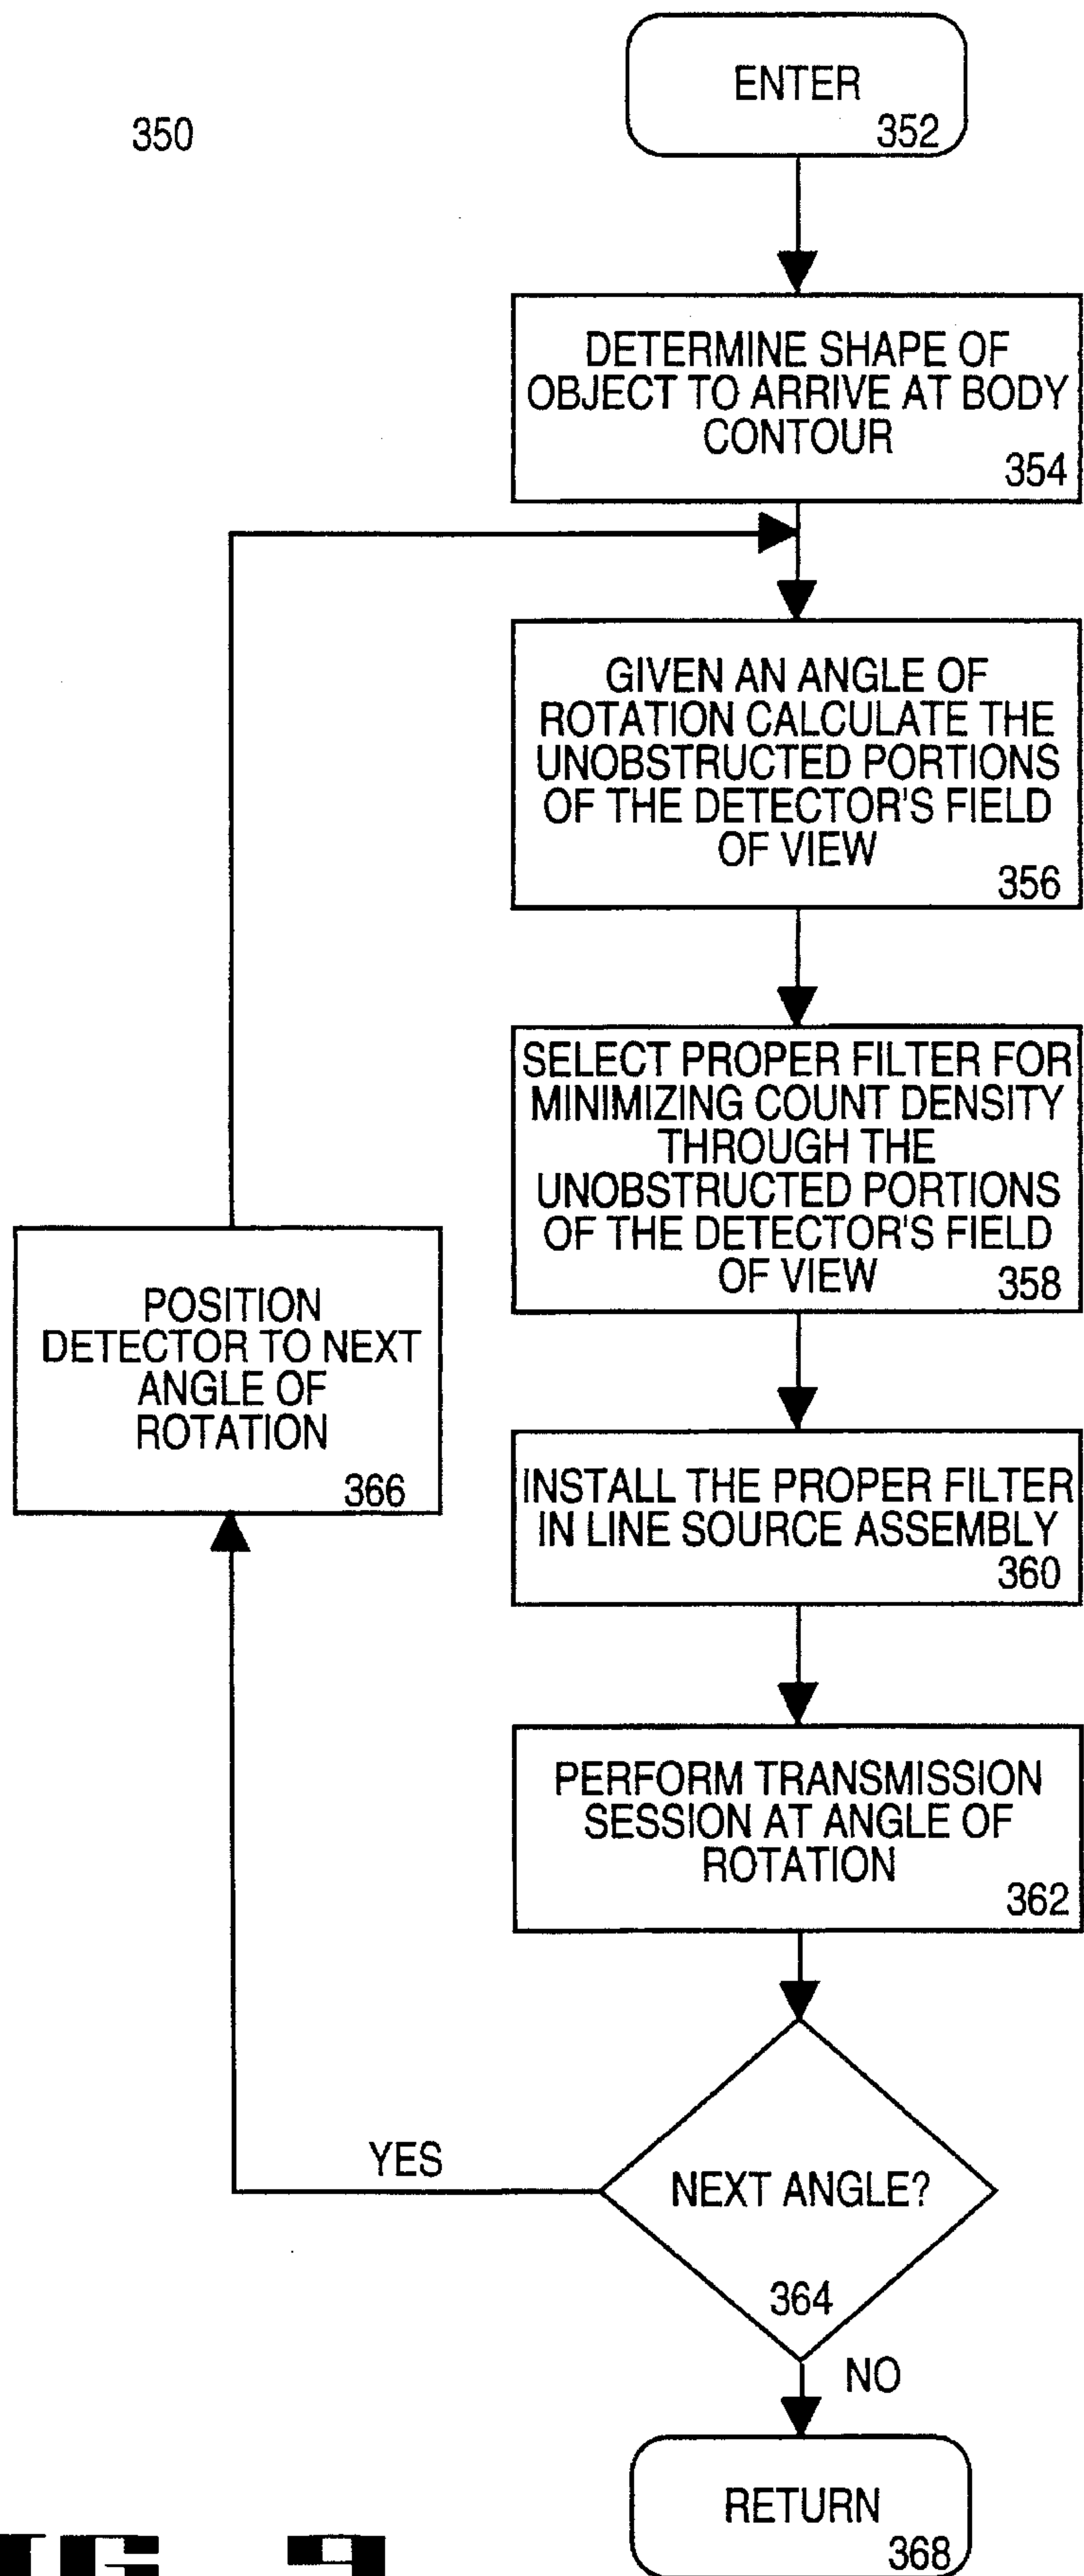 350
ENTER
352
DETERMINE SHAPE OF
OBJECT TO ARRIVE AT BODY
CONTOUR
354
GIVEN AN ANGLE OF
ROTATION CALCULATE THE
UNOBSTRUCTED PORTIONS
OF THE DETECTOR'S FIELD
OF VIEW
356
SELECT PROPER FILTER FOR
MINIMIZING COUNT DENSITY
THROUGH THE
UNOBSTRUCTED PORTIONS
OF THE DETECTOR'S FIELD
OF VIEW
358
POSITION
DETECTOR TO NEXT
ANGLE OF
ROTATION
366
INSTALL THE PROPER FILTER
IN LINE SOURCE ASSEMBLY
360
PERFORM TRANSMISSION
SESSION AT ANGLE OF
ROTATION
362
YES
NEXT ANGLE?
364
NO
RETURN
368